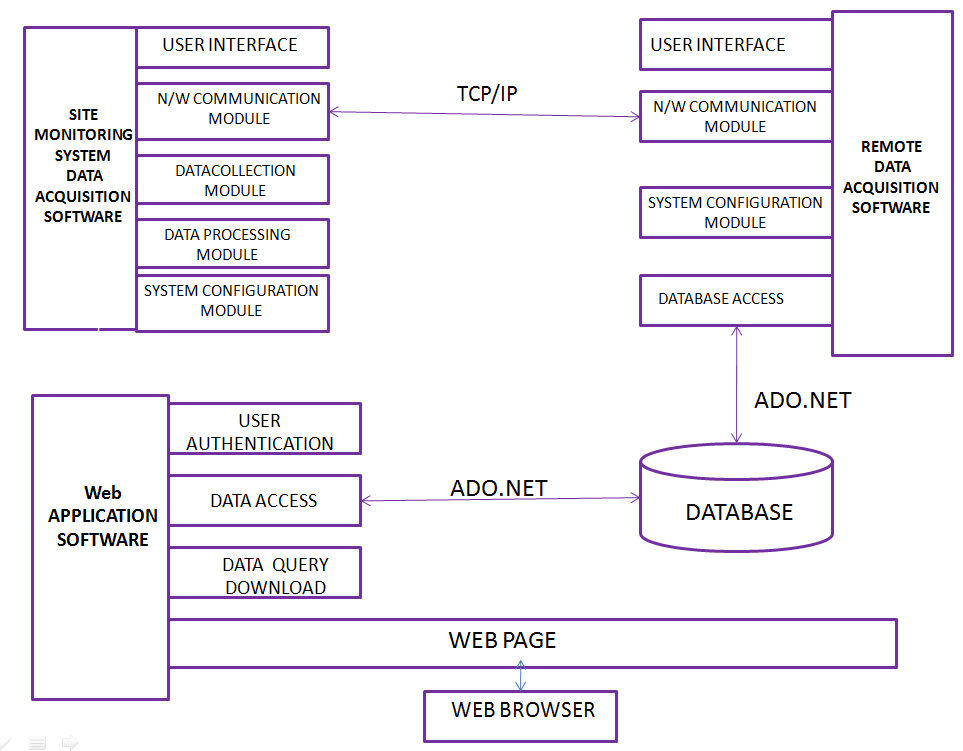 SITE
MONITORING
SYSTEM
DATA
ACQUISITION
SOFTWARE
USER INTERFACE
N/W COMMUNICATION
MODULE
DATACOLLECTION
MODULE
DATA PROCESSING
MODULE
SYSTEM CONFIGURATION
MODULE
TCP/IP
USER INTERFACE
N/W COMMUNICATION
MODULE
SYSTEM CONFIGURATION
MODULE
DATABASE ACCESS
REMOTE
DATA
ACQUISITION
SOFTWARE
ADO.NET
Web
APPLICATION
SOFTWARE
USER
AUTHENTICATION
DATA ACCESS
DATA QUERY
DOWNLOAD
ADO.NET
DATABASE
WEB PAGE
WEB BROWSER